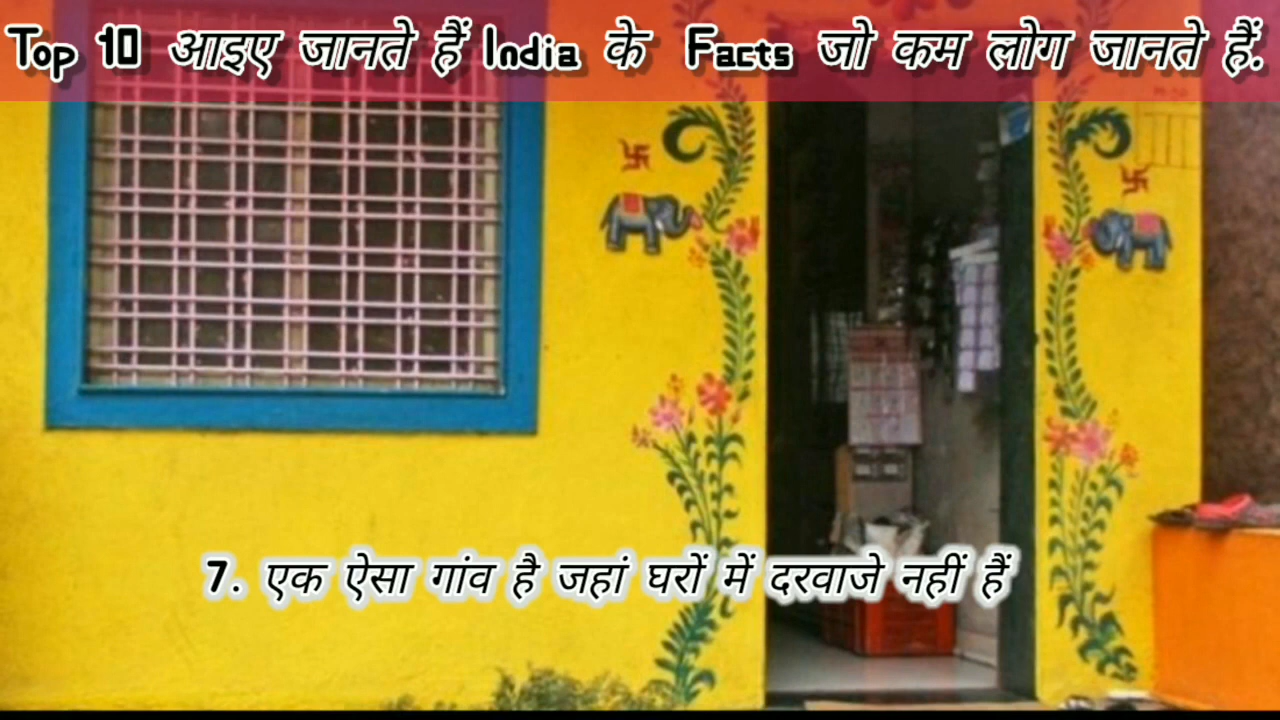 Top 10 आइए जानते हैं India के Facts जो कम लोग जानते हैं.
7. एक ऐसा गांव है जहां घरों में दरवाजे नहीं हैं